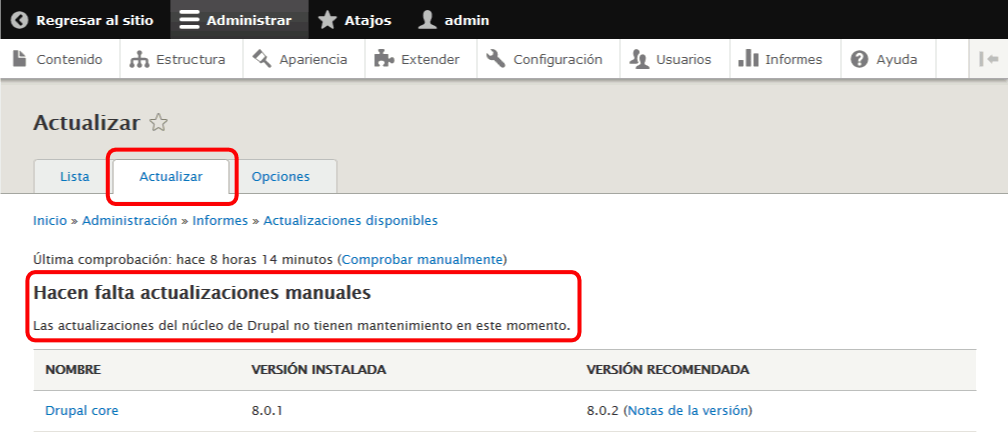 Regresar al sitio Administrar Atajos admin
Contenido Estructura Apariencia Extender Configuración Usuarios Informes Ayuda
Actualizar
Lista Actualizar Opciones
Inicio » Administración » Informes » Actualizaciones disponibles
Última comprobación: hace 8 horas 14 minutos (Comprobar manualmente)
Hacen falta actualizaciones manuales
Las actualizaciones del núcleo de Drupal no tienen mantenimiento en este momento.
NOMBRE VERSIÓN INSTALADA VERSIÓN RECOMENDADA
Drupal core 8.0.1 8.0.2 (Notas de la versión)